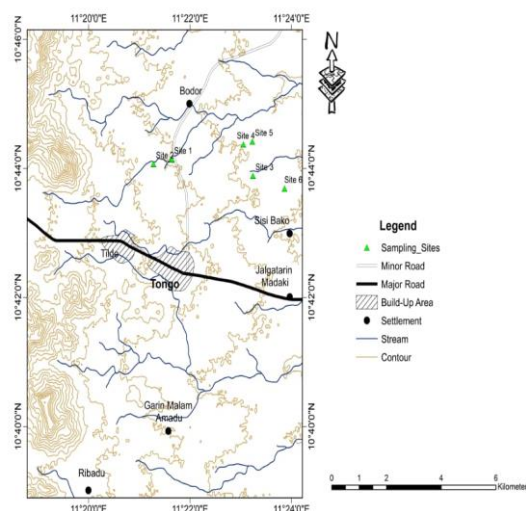 11°20'0"E 11°22'0"E 11°24'0"E
10°46'0"N
10°46'0"N
N
Bodor
Site 5
Site 4
Site 1
Site 2
10°44'0"N
10°44'0"N
Site 3
Site 6
Sisi Bako
Tilde
Tongo
Jalgatarin
Madaki
10°42'0"N
10°42'0"N
Garin Malam
Amadu
10°40'0"N
10°40'0"N
Ribadu
11°20'0"E 11°22'0"E 11°24'0"E
Legend
Sampling_Sites
Minor Road
Major Road
Build-Up Area
Settlement
Stream
Contour
0 1 2 4 6
Kilometer